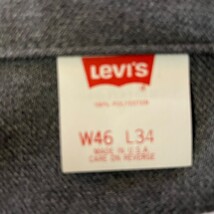 LEVI'S
®
100% POLYESTER
W46 L34
MADE IN U.S.A.
CARE ON REVERSE